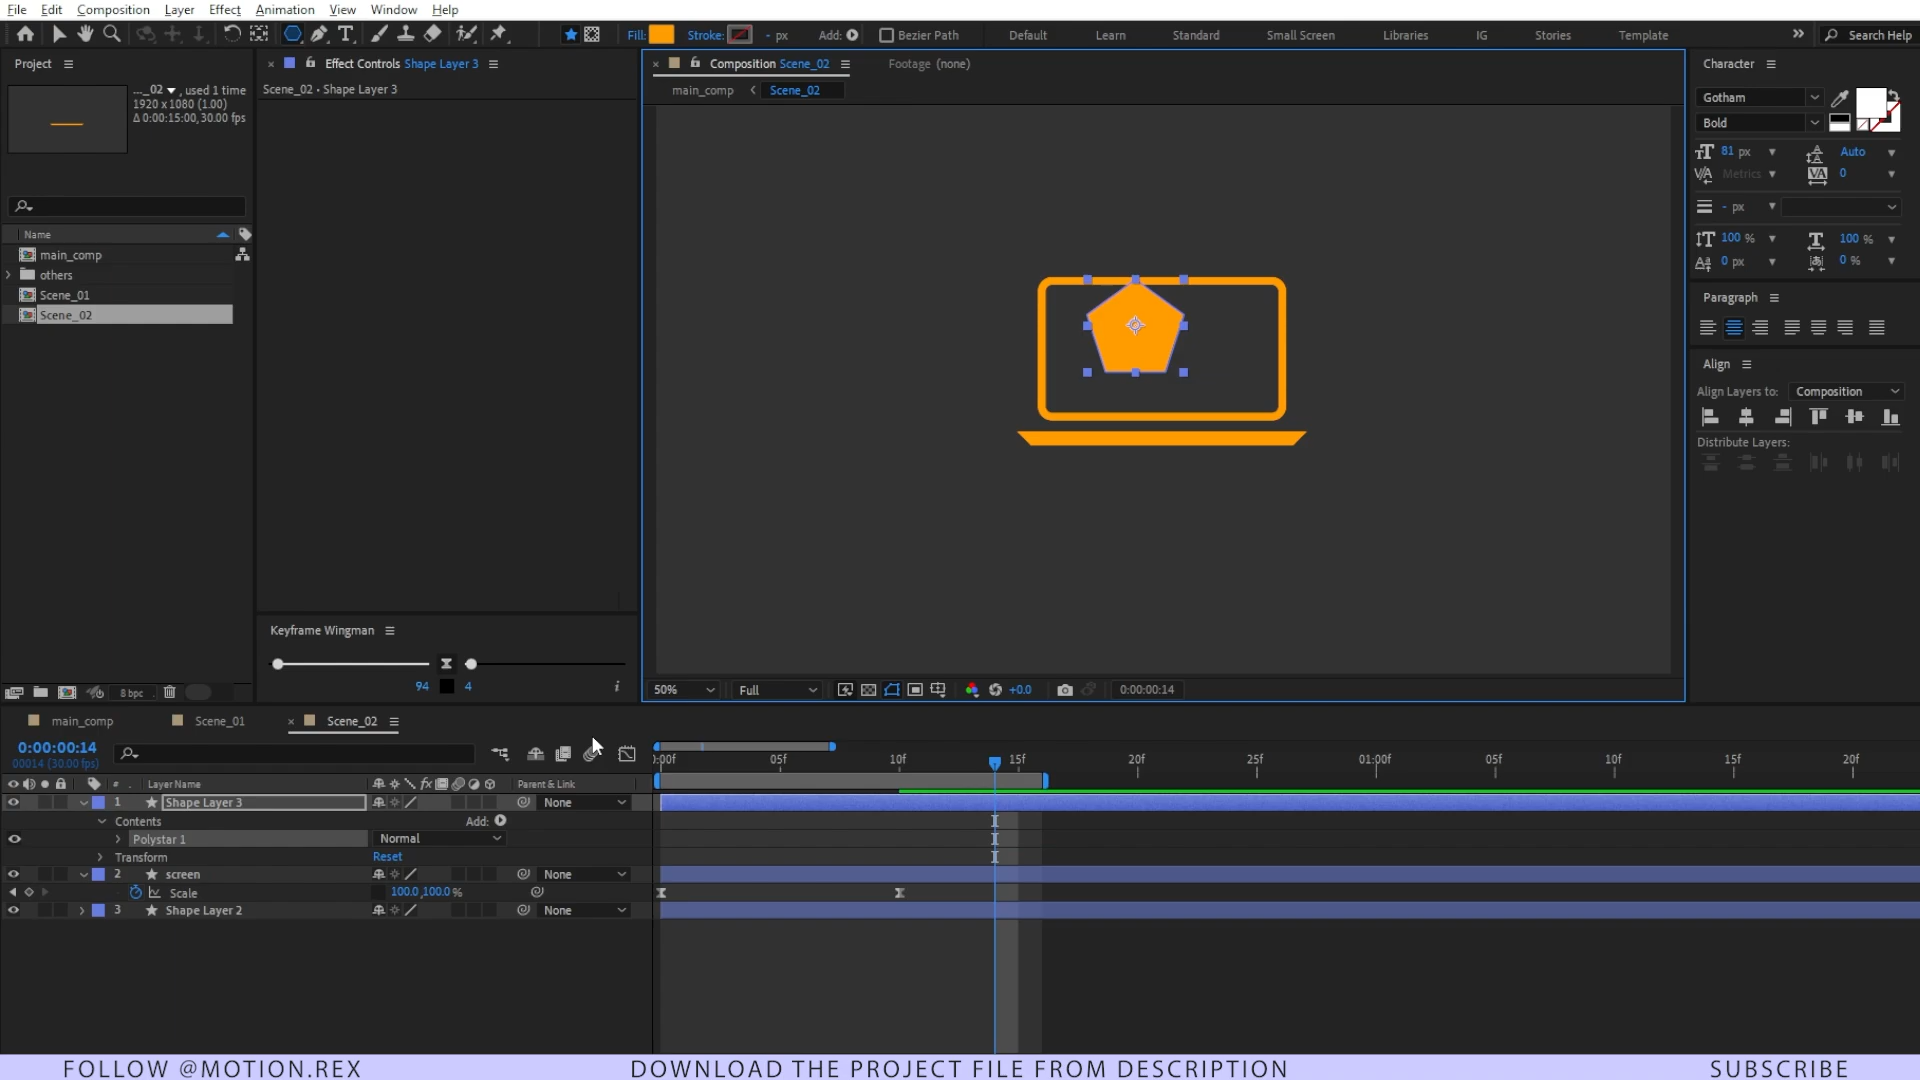 File Edit Composition Layer Effect Animation View Window Help
Fill: Stroke: - px Add: Bezier Path Default Learn Standard Small Screen Libraries IG Stories Template Search Help
Project
..._02 , used 1 time
1920 x 1080 (1.00)
Δ 0:00:15:00, 30.00 fps
Name
main_comp
others
Scene_01
Scene_02
8 bpc
Effect Controls Shape Layer 3
Scene_02 • Shape Layer 3
Keyframe Wingman
94 4
Composition Scene_02 Footage (none)
main_comp Scene_02
50% Full +0.0 0:00:00:14
Character
Gotham
Bold
81 px Auto
Metrics 0
- px
100 % 100 %
0 px 0 %
Paragraph
Align
Align Layers to: Composition
Distribute Layers:
main_comp Scene_01 Scene_02
0:00:00:14
00014 (30.00 fps)
:00f 05f 10f 15f 20f 25f 01:00f 05f 10f 15f 20f
# . Layer Name Parent & Link
1 Shape Layer 3 None
Contents Add:
Polystar 1 Normal
Transform Reset
2 screen None
Scale 100.0,100.0 %
3 Shape Layer 2 None
FOLLOW @MOTION.REX DOWNLOAD THE PROJECT FILE FROM DESCRIPTION SUBSCRIBE